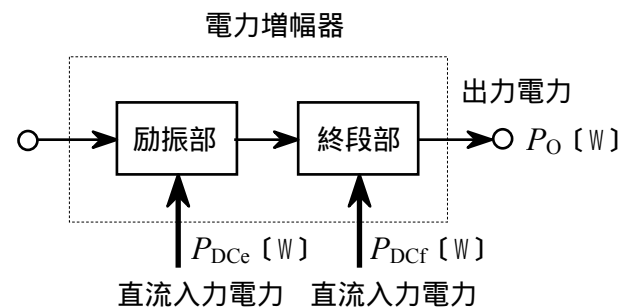 電力増幅器
出力電力
励振部
終段部
P_O〔W〕
P_DCe〔W〕
P_DCf〔W〕
直流入力電力
直流入力電力